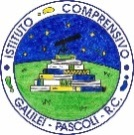 ISTITUTO COMPRENSIVO
GALILEI - PASCOLI - R.C.